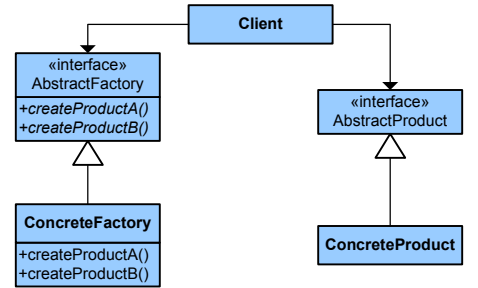 Client
«interface»
AbstractFactory
+createProductA()
+createProductB()
«interface»
AbstractProduct
ConcreteFactory
+createProductA()
+createProductB()
ConcreteProduct